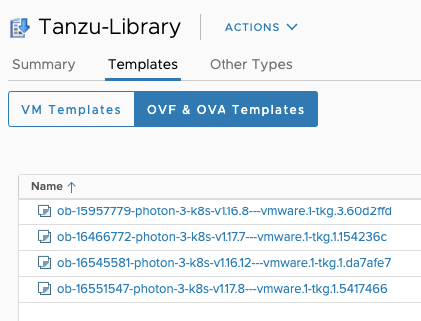 Tanzu-Library
ACTIONS
Summary Templates Other Types
VM Templates OVF & OVA Templates
Name ↑
ob-15957779-photon-3-k8s-v1.16.8---vmware.1-tkg.3.60d2ffd
ob-16466772-photon-3-k8s-v1.17.7---vmware.1-tkg.1.154236c
ob-16545581-photon-3-k8s-v1.16.12---vmware.1-tkg.1.da7afe7
ob-16551547-photon-3-k8s-v1.17.8---vmware.1-tkg.1.5417466